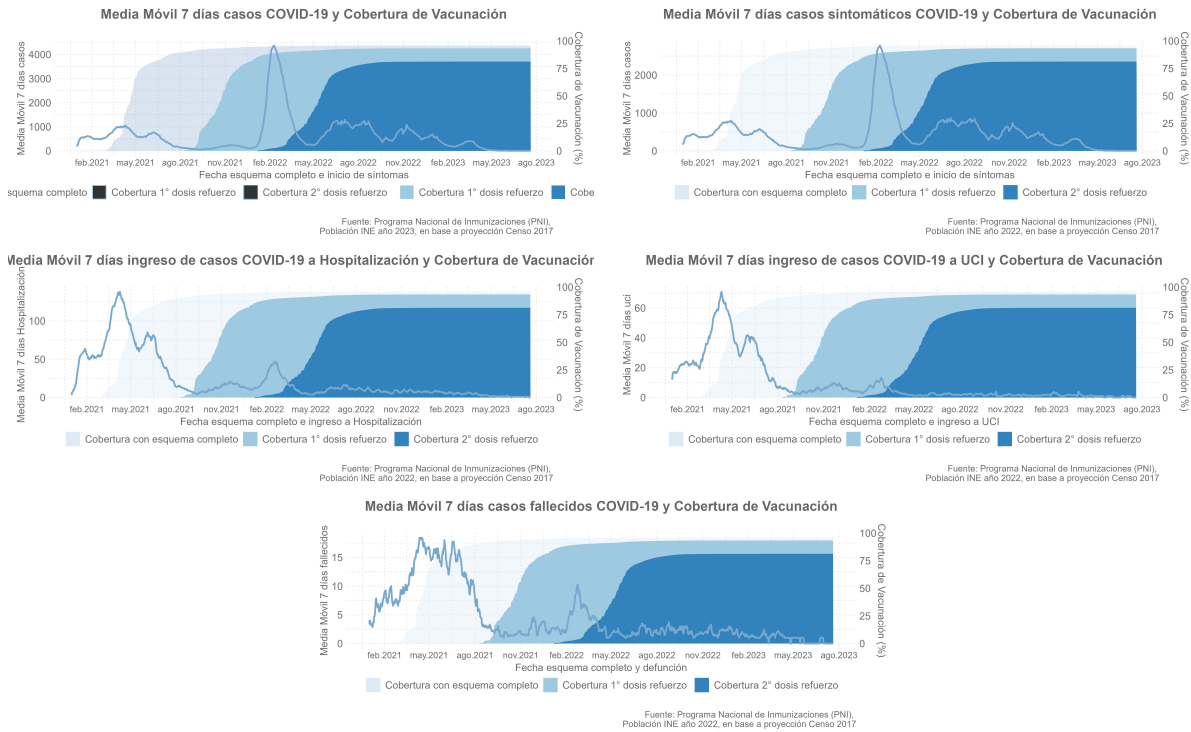 Media Móvil 7 días casos COVID-19 y Cobertura de Vacunación
Media Móvil 7 días casos
4000
3000
2000
1000
0
100
75
50
25
0
Cobertura de Vacunación (%)
feb.2021 may.2021 ago.2021 nov.2021 feb.2022 may.2022 ago.2022 nov.2022 feb.2023 may.2023 ago.2023
Fecha esquema completo e inicio de síntomas
squema completo Cobertura 1° dosis refuerzo Cobertura 2° dosis refuerzo Cobertura 1° dosis refuerzo Cobe
Fuente: Programa Nacional de Inmunizaciones (PNI),
Población INE año 2023, en base a proyección Censo 2017
Media Móvil 7 días casos sintomáticos COVID-19 y Cobertura de Vacunación
Media Móvil 7 días casos
2000
1000
0
100
75
50
25
0
Cobertura de Vacunación (%)
feb.2021 may.2021 ago.2021 nov.2021 feb.2022 may.2022 ago.2022 nov.2022 feb.2023 may.2023 ago.2023
Fecha esquema completo e inicio de síntomas
Cobertura con esquema completo Cobertura 1° dosis refuerzo Cobertura 2° dosis refuerzo
Fuente: Programa Nacional de Inmunizaciones (PNI),
Población INE año 2022, en base a proyección Censo 2017
Media Móvil 7 días ingreso de casos COVID-19 a Hospitalización y Cobertura de Vacunación
Media Móvil 7 días Hospitalización
100
50
0
100
75
50
25
0
Cobertura de Vacunación (%)
feb.2021 may.2021 ago.2021 nov.2021 feb.2022 may.2022 ago.2022 nov.2022 feb.2023 may.2023 ago.2023
Fecha esquema completo e ingreso a Hospitalización
Cobertura con esquema completo Cobertura 1° dosis refuerzo Cobertura 2° dosis refuerzo
Fuente: Programa Nacional de Inmunizaciones (PNI),
Población INE año 2022, en base a proyección Censo 2017
Media Móvil 7 días ingreso de casos COVID-19 a UCI y Cobertura de Vacunación
Media Móvil 7 días uci
60
40
20
0
100
75
50
25
0
Cobertura de Vacunación (%)
feb.2021 may.2021 ago.2021 nov.2021 feb.2022 may.2022 ago.2022 nov.2022 feb.2023 may.2023 ago.2023
Fecha esquema completo e ingreso a UCI
Cobertura con esquema completo Cobertura 1° dosis refuerzo Cobertura 2° dosis refuerzo
Fuente: Programa Nacional de Inmunizaciones (PNI),
Población INE año 2022, en base a proyección Censo 2017
Media Móvil 7 días casos fallecidos COVID-19 y Cobertura de Vacunación
Media Móvil 7 días fallecidos
15
10
5
0
100
75
50
25
0
Cobertura de Vacunación (%)
feb.2021 may.2021 ago.2021 nov.2021 feb.2022 may.2022 ago.2022 nov.2022 feb.2023 may.2023 ago.2023
Fecha esquema completo y defunción
Cobertura con esquema completo Cobertura 1° dosis refuerzo Cobertura 2° dosis refuerzo
Fuente: Programa Nacional de Inmunizaciones (PNI),
Población INE año 2022, en base a proyección Censo 2017